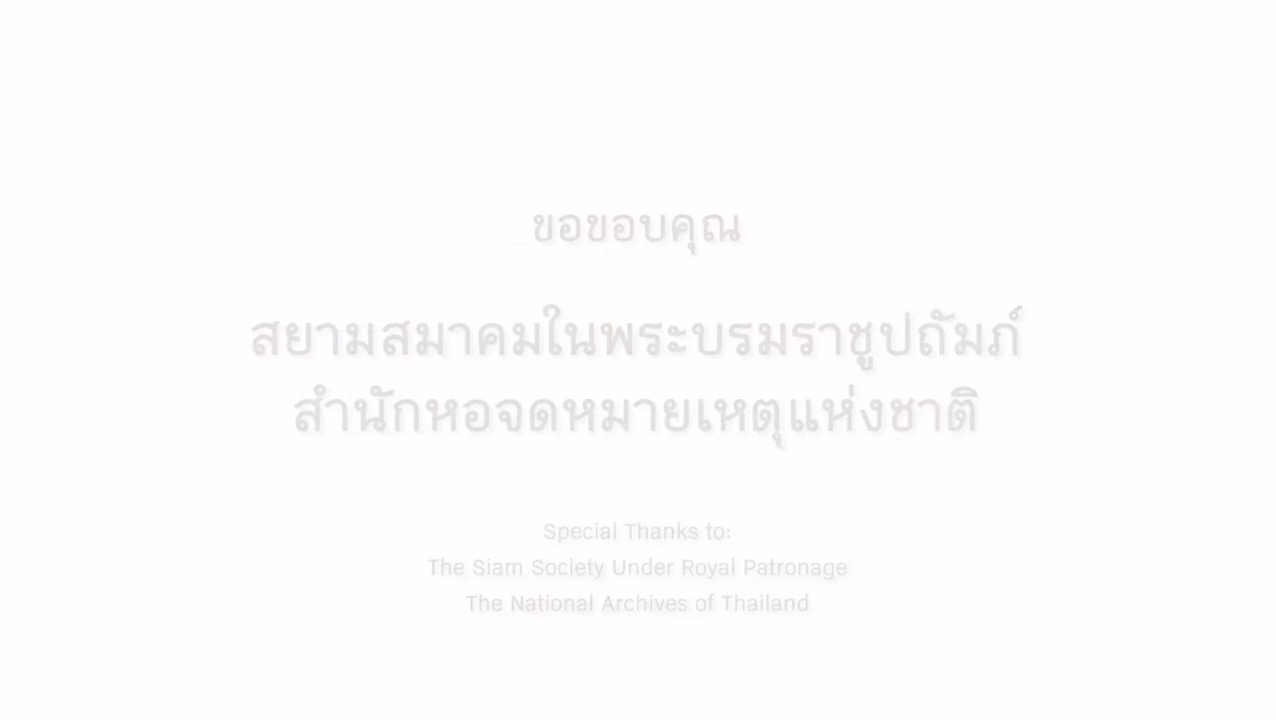 ขอขอบคุณ
สยามสมาคมในพระบรมราชูปถัมภ์
สำนักหอจดหมายเหตุแห่งชาติ
Special Thanks to:
The Siam Society Under Royal Patronage
The National Archives of Thailand